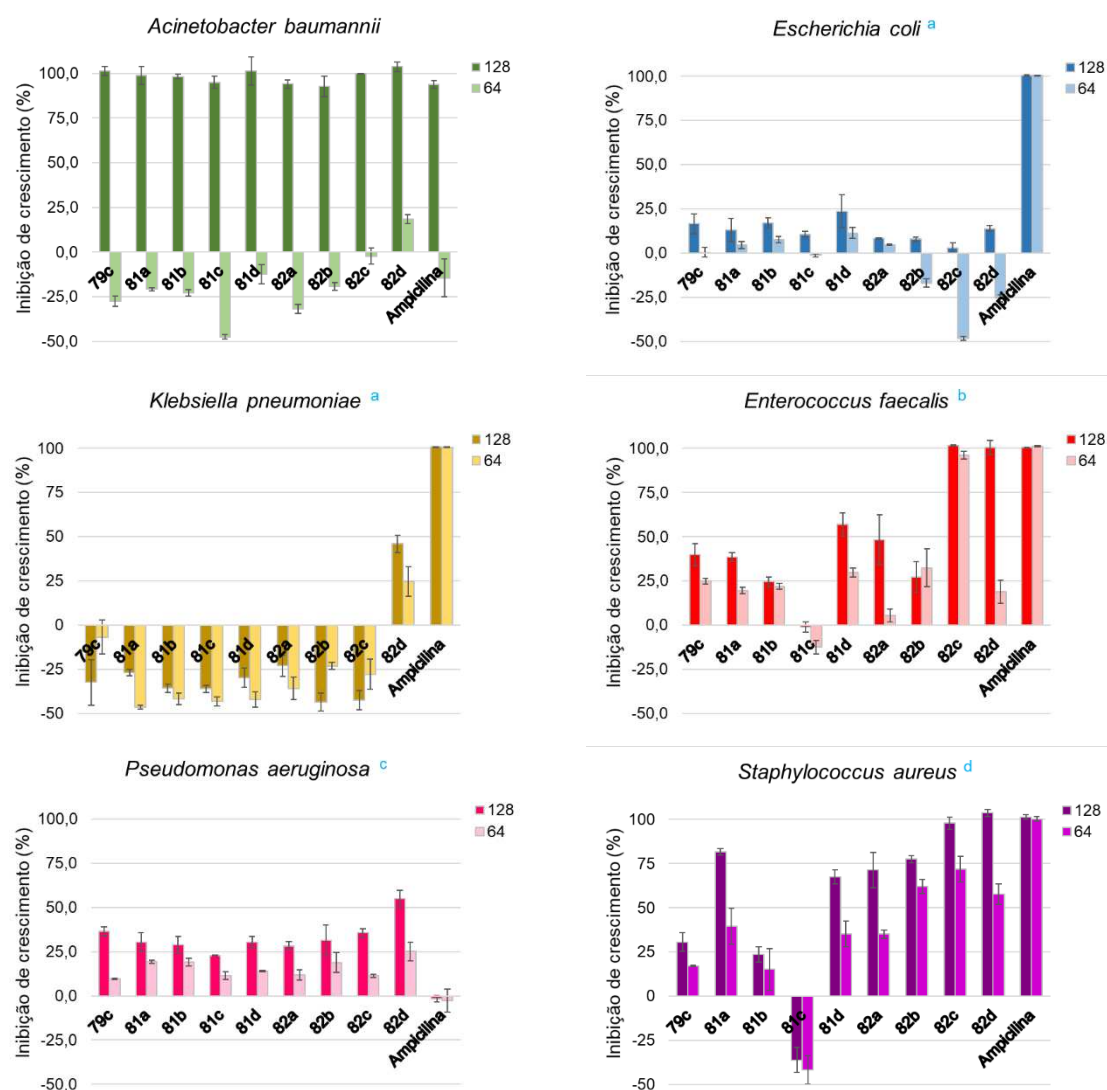 Acinetobacter baumannii
Inibição de crescimento (%)
100,0
75,0
50,0
25,0
0,0
-25,0
-50,0
79c
81a
81b
81c
81d
82a
82b
82c
82d
Ampicilina
128
64
Escherichia coli a
Inibição de crescimento (%)
100,0
75,0
50,0
25,0
0,0
-25,0
-50,0
79c
81a
81b
81c
81d
82a
82b
82c
82d
Ampicilina
128
64
Klebsiella pneumoniae a
Inibição de crescimento (%)
100
75
50
25
0
-25
-50
79c
81a
81b
81c
81d
82a
82b
82c
82d
Ampicilina
128
64
Enterococcus faecalis b
Inibição de crescimento (%)
100,0
75,0
50,0
25,0
0,0
-25,0
-50,0
79c
81a
81b
81c
81d
82a
82b
82c
82d
Ampicilina
128
64
Pseudomonas aeruginosa c
Inibição de crescimento (%)
100,0
75,0
50,0
25,0
0,0
-25,0
-50,0
79c
81a
81b
81c
81d
82a
82b
82c
82d
Ampicilina
128
64
Staphylococcus aureus d
Inibição de crescimento (%)
100
75
50
25
0
-25
-50
79c
81a
81b
81c
81d
82a
82b
82c
82d
Ampicilina
128
64